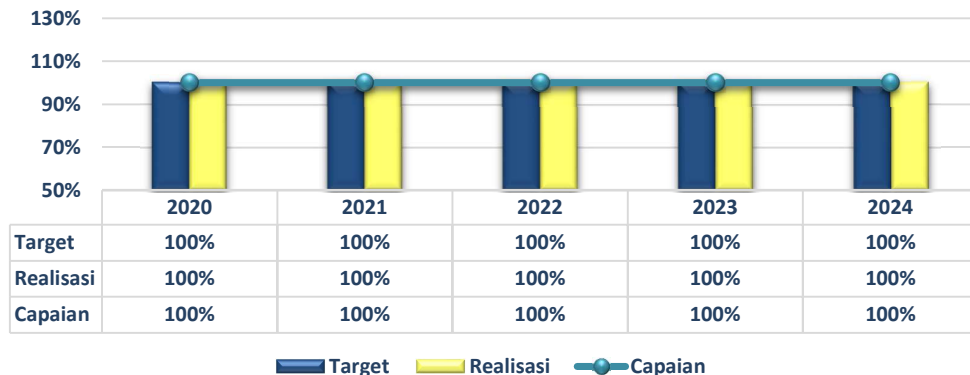 130%
110%
90%
70%
50%
2020 2021 2022 2023 2024
Target 100% 100% 100% 100% 100%
Realisasi 100% 100% 100% 100% 100%
Capaian 100% 100% 100% 100% 100%
Target Realisasi Capaian